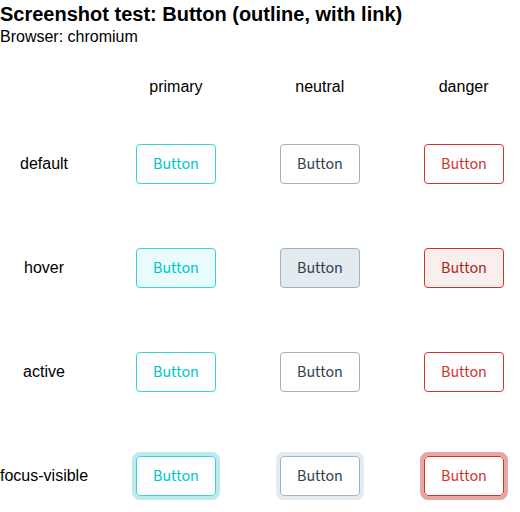 Screenshot test: Button (outline, with link)
Browser: chromium
primary neutral danger
default Button Button Button
hover Button Button Button
active Button Button Button
focus-visible Button Button Button